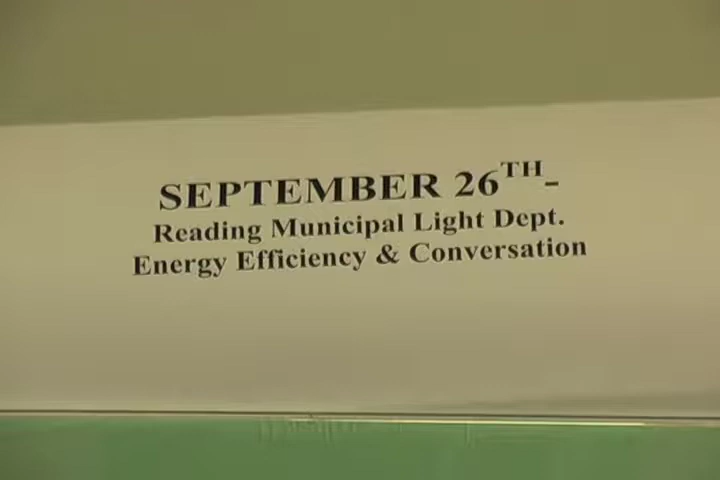 SEPTEMBER 26TH-
Reading Municipal Light Dept.
Energy Efficiency & Conversation